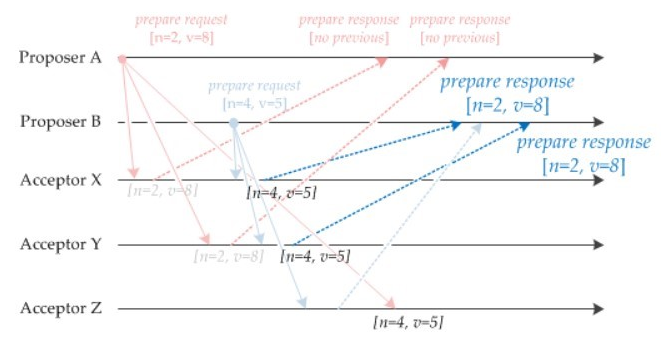 prepare request
[n=2, v=8]
prepare response
[no previous]
prepare response
[no previous]
Proposer A
prepare request
[n=4, v=5]
prepare response
[n=2, v=8]
Proposer B
prepare response
[n=2, v=8]
Acceptor X
[n=2, v=8]
[n=4, v=5]
Acceptor Y
[n=2, v=8]
[n=4, v=5]
Acceptor Z
[n=4, v=5]